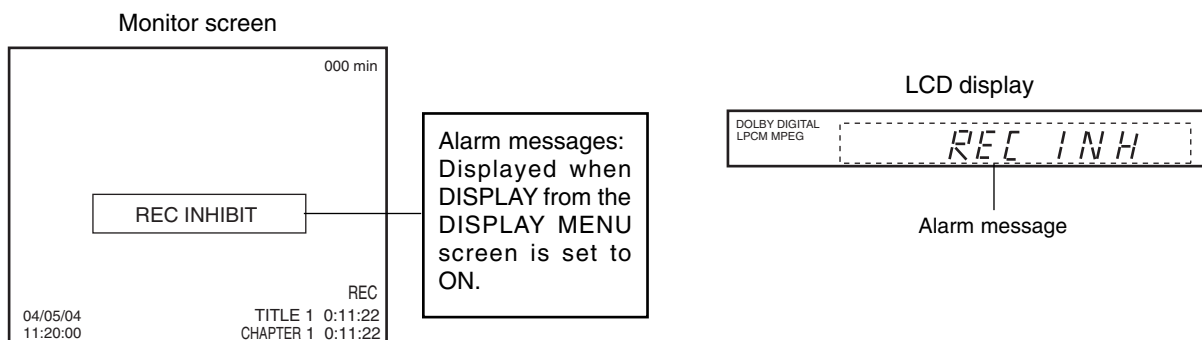 Monitor screen
000 min
REC INHIBIT
REC
04/05/04
11:20:00
TITLE 1 0:11:22
CHAPTER 1 0:11:22
Alarm messages:
Displayed when
DISPLAY from the
DISPLAY MENU
screen is set to
ON.
LCD display
DOLBY DIGITAL
LPCM MPEG
REC INH
Alarm message